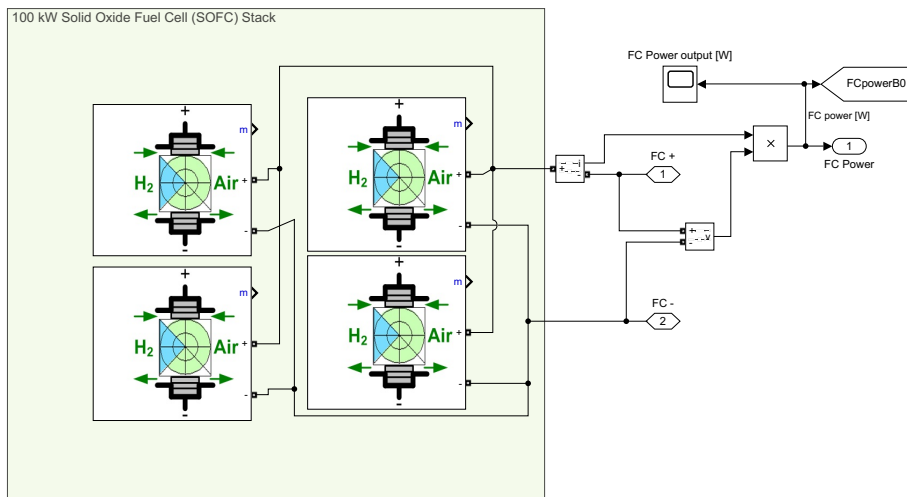 100 kW Solid Oxide Fuel Cell (SOFC) Stack
FC Power output [W]
FCpowerB0
FC power [W]
+
m
H2 Air +
-
-
+
m
H2 Air +
-
-
+
m
H2 Air +
-
-
+
m
H2 Air +
-
-
+ - i
-
FC +
1
×
1
FC Power
+ - v
-
FC -
2